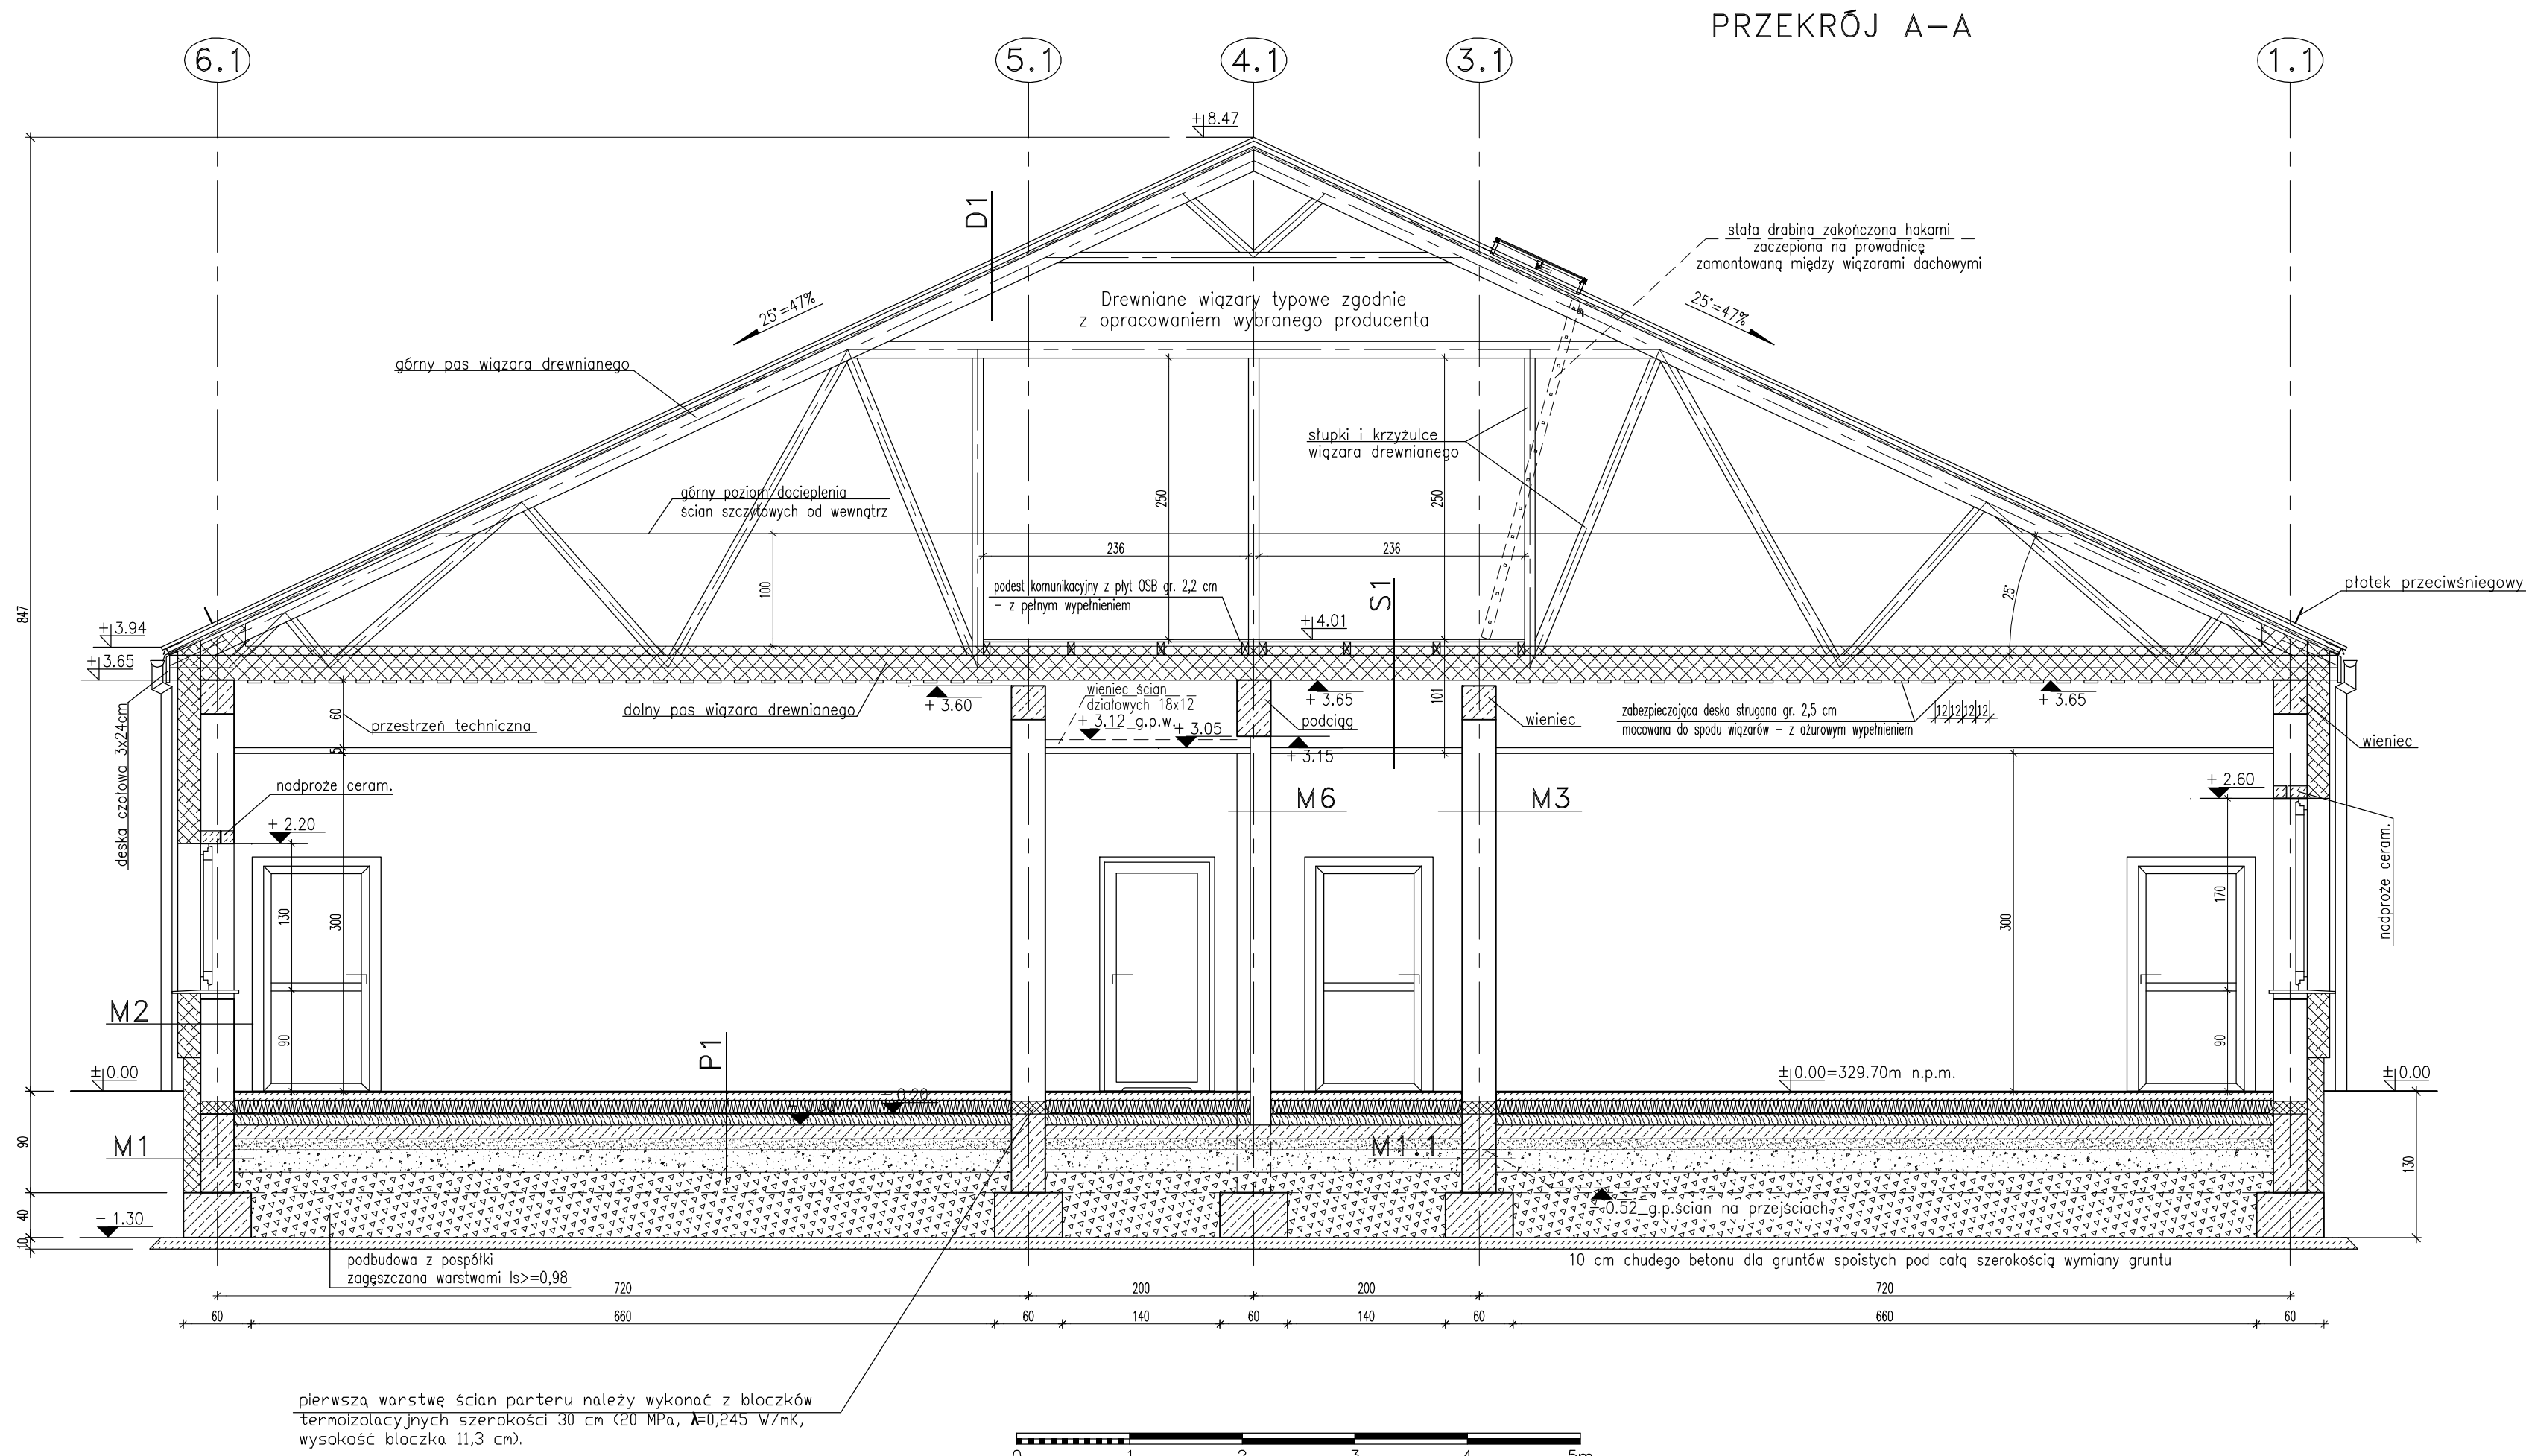 PRZEKRÓJ A-A
6.1
5.1
4.1
3.1
1.1
+8.47
D1
stała drabina zakończona hakami
zaczepiona na prowadnicę
zamontowaną między wiązarami dachowymi
25°=47%
Drewniane wiązary typowe zgodnie
z opracowaniem wybranego producenta
25°=47%
górny pas wiązara drewnianego
słupki i krzyżulce
wiązara drewnianego
górny poziom docieplenia
ścian szczytowych od wewnątrz
250
250
236
236
100
podest komunikacyjny z płyt OSB gr. 2,2 cm
- z pełnym wypełnieniem
S1
25°
płotek przeciwśniegowy
847
+3.94
+4.01
+3.65
deska czołowa 3x24cm
60
przestrzeń techniczna
5
dolny pas wiązara drewnianego
+ 3.60
wieniec ścian
działowych 18x12
+ 3.12 g.p.w.
+ 3.05
+ 3.65
podciąg
+ 3.15
101
wieniec
zabezpieczająca deska strugana gr. 2,5 cm
mocowana do spodu wiązarów - z ażurowym wypełnieniem
12 12 12 12
+ 3.65
wieniec
nadproże ceram.
+ 2.20
M6
M3
+ 2.60
nadproże ceram.
130
300
300
170
M2
90
P1
90
±0.00
±0.00=329.70m n.p.m.
±0.00
- 0.30
- 0.20
90
M1
M1.1
130
40
- 1.30
10
-0.52 g.p.ścian na przejściach
podbudowa z pospółki
zagęszczana warstwami Is>=0,98
10 cm chudego betonu dla gruntów spoistych pod całą szerokością wymiany gruntu
720
200
200
720
60
660
60
140
60
140
60
660
60
pierwszą warstwę ścian parteru należy wykonać z bloczków
termoizolacyjnych szerokości 30 cm (20 MPa, λ=0,245 W/mK,
wysokość bloczka 11,3 cm).
0 1 2 3 4 5m